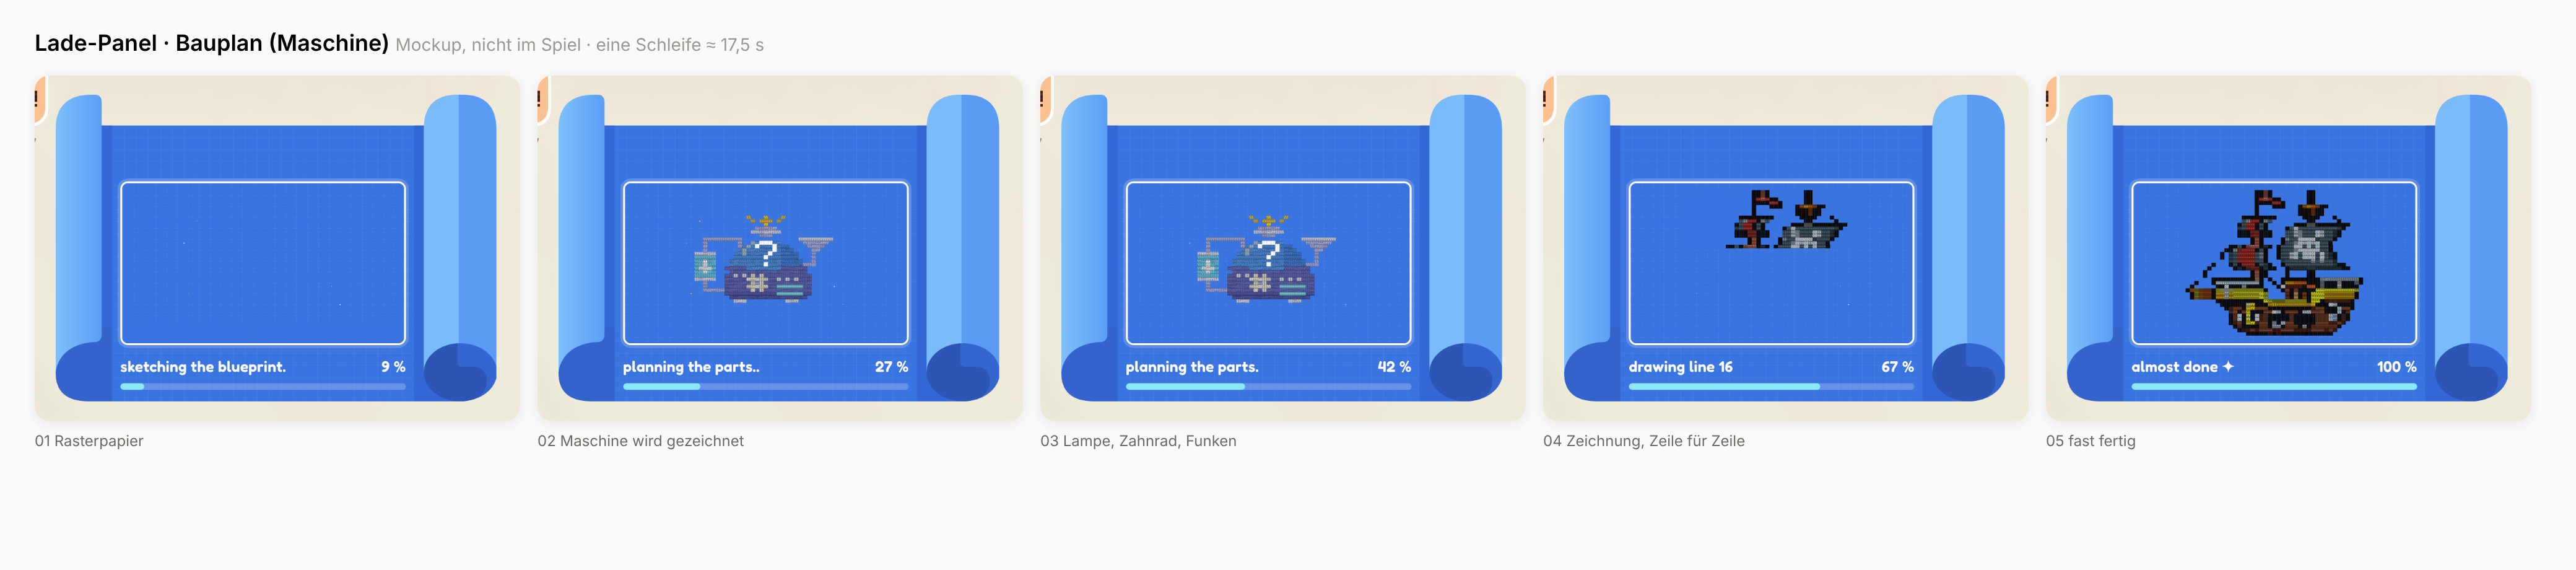 Lade-Panel · Bauplan (Maschine) Mockup, nicht im Spiel · eine Schleife ≈ 17,5 s
!
sketching the blueprint. 9 %
01 Rasterpapier
!
?
planning the parts.. 27 %
02 Maschine wird gezeichnet
!
?
planning the parts. 42 %
03 Lampe, Zahnrad, Funken
!
drawing line 16 67 %
04 Zeichnung, Zeile für Zeile
!
almost done ✦ 100 %
05 fast fertig